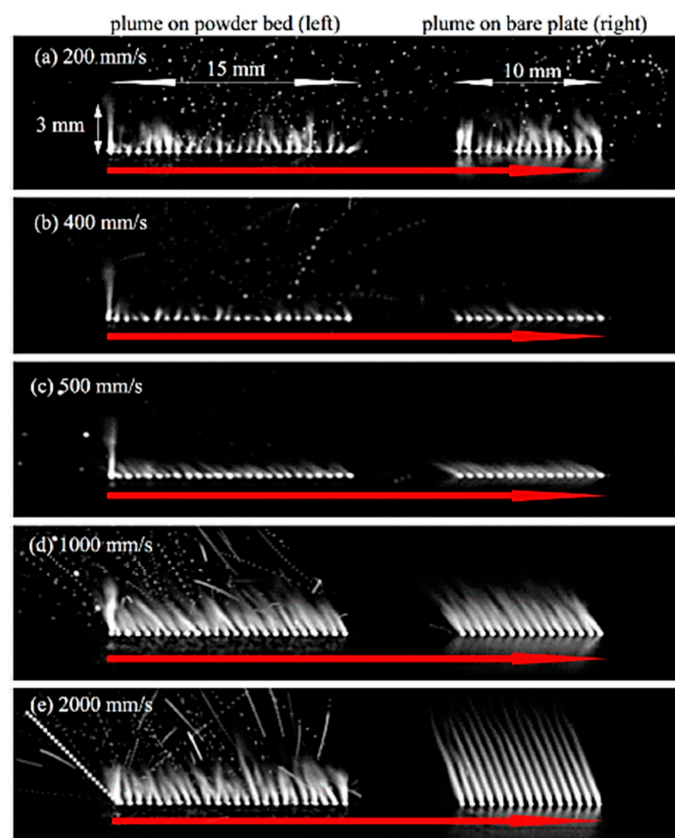 plume on powder bed (left) plume on bare plate (right)
(a) 200 mm/s
15 mm
10 mm
3 mm
(b) 400 mm/s
(c) 500 mm/s
(d) 1000 mm/s
(e) 2000 mm/s